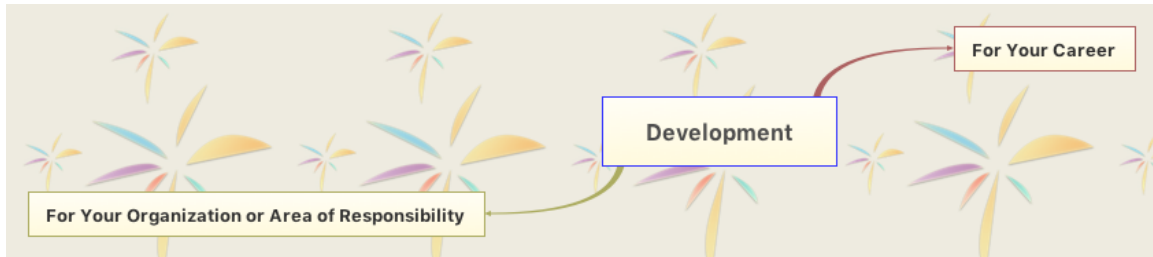 For Your Career
Development
For Your Organization or Area of Responsibility